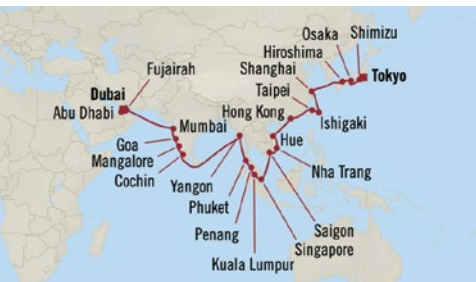 Osaka
Shimizu
Hiroshima
Shanghai
Tokyo
Fujairah
Taipei
Dubai
Abu Dhabi
Hong Kong
Ishigaki
Mumbai
Goa
Hue
Mangalore
Cochin
Nha Trang
Yangon
Phuket
Saigon
Penang
Singapore
Kuala Lumpur